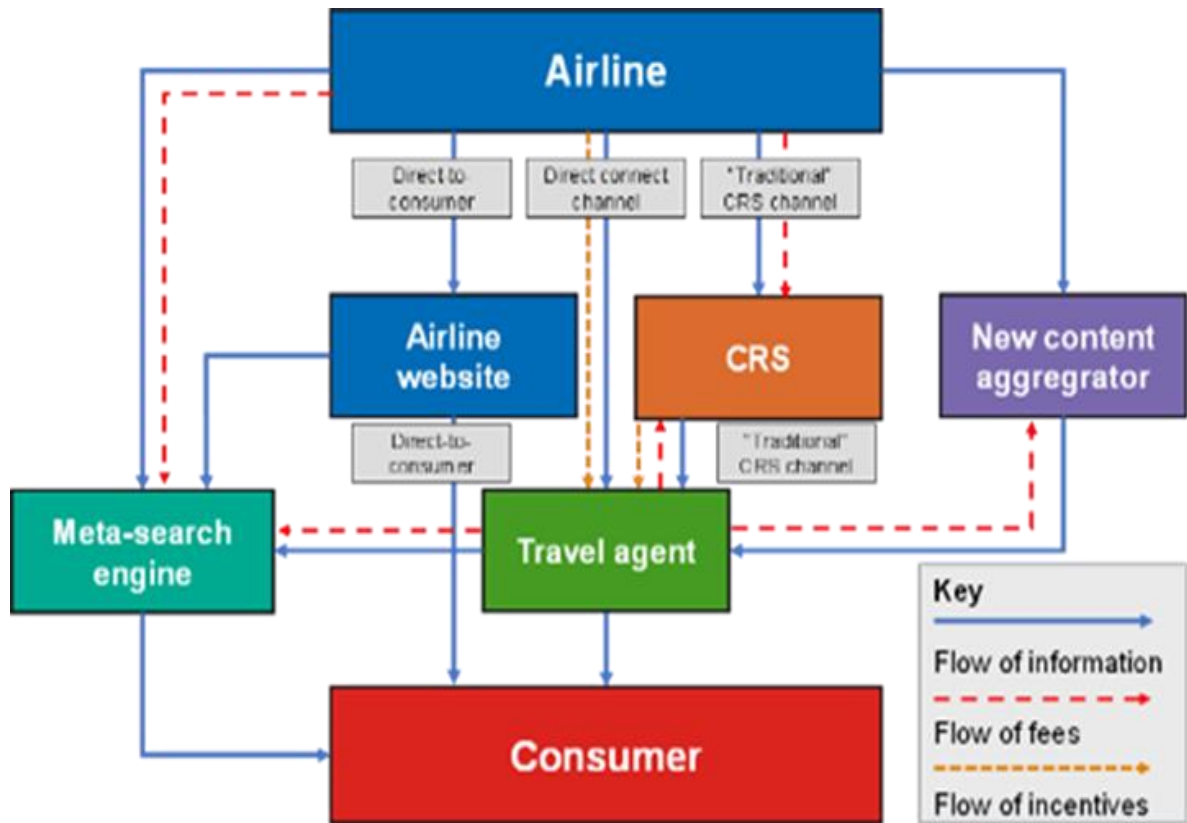 Airline
Direct-to-
consumer
Direct connect
channel
"Traditional"
CRS channel
Airline
website
CRS
New content
aggregrator
Direct-to-
consumer
"Traditional"
CRS channel
Meta-search
engine
Travel agent
Consumer
Key
Flow of information
Flow of fees
Flow of incentives